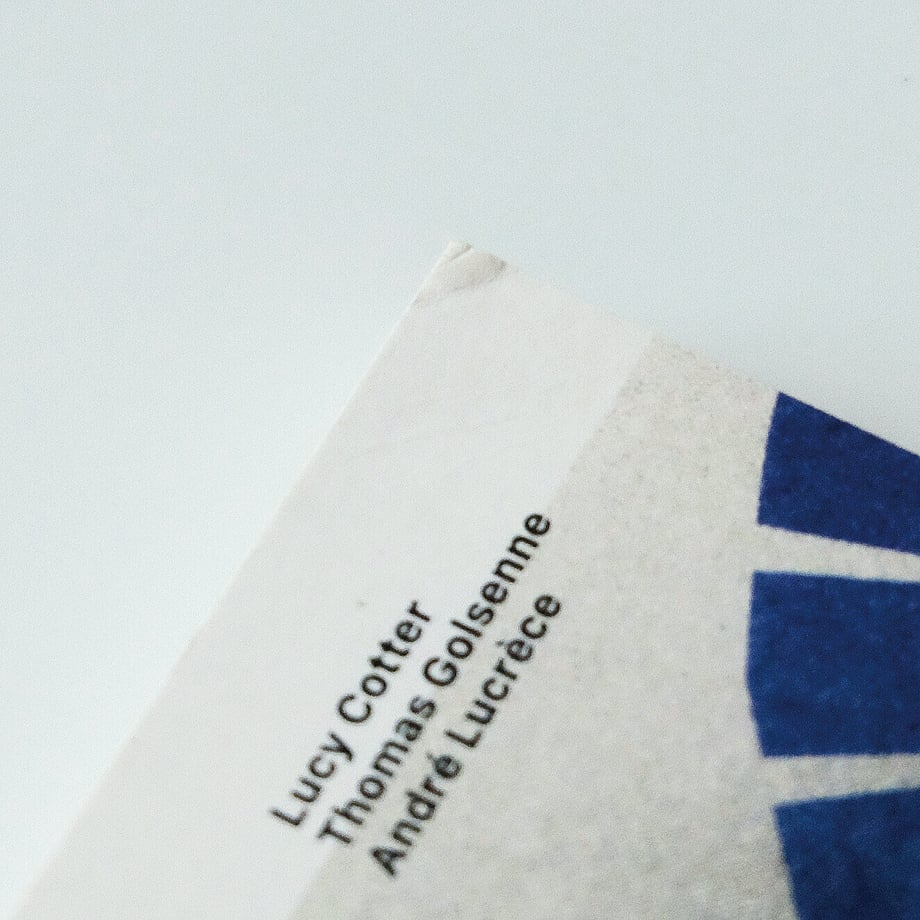 Lucy Cotter
Thomas Golsenne
André Lucrèce